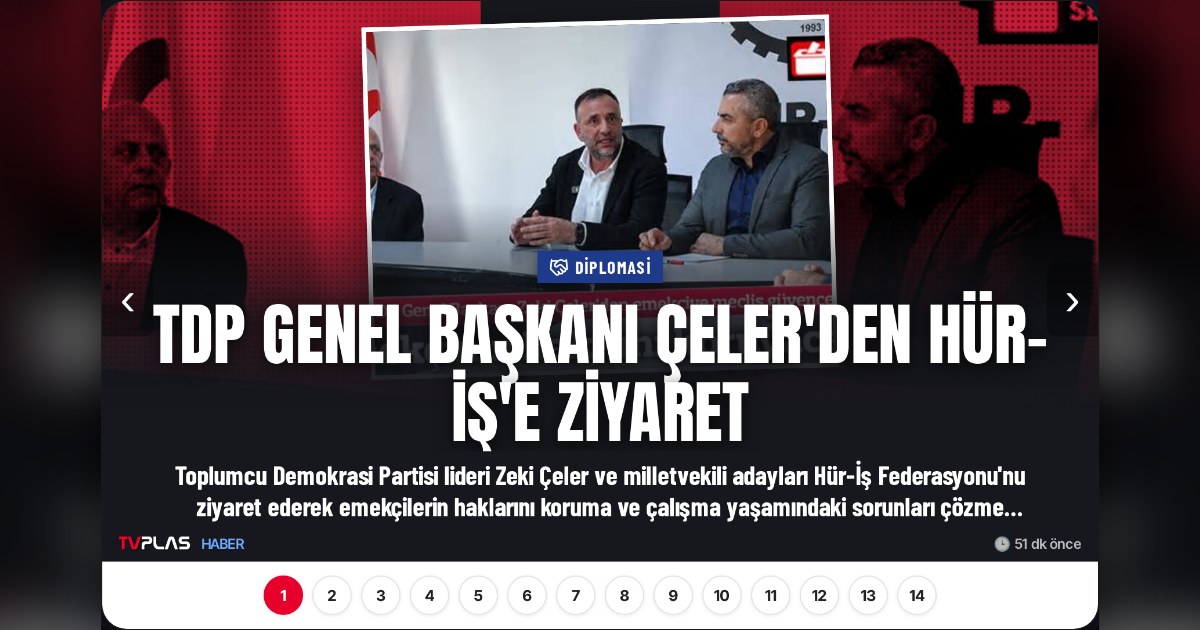 1993
DİPLOMASİ
TDP GENEL BAŞKANI ÇELER'DEN HÜR-
İŞ'E ZİYARET
Toplumcu Demokrasi Partisi lideri Zeki Çeler ve milletvekili adayları Hür-İş Federasyonu'nu
ziyaret ederek emekçilerin haklarını koruma ve çalışma yaşamındaki sorunları çözme...
TVPLAS HABER
51 dk önce
1 2 3 4 5 6 7 8 9 10 11 12 13 14